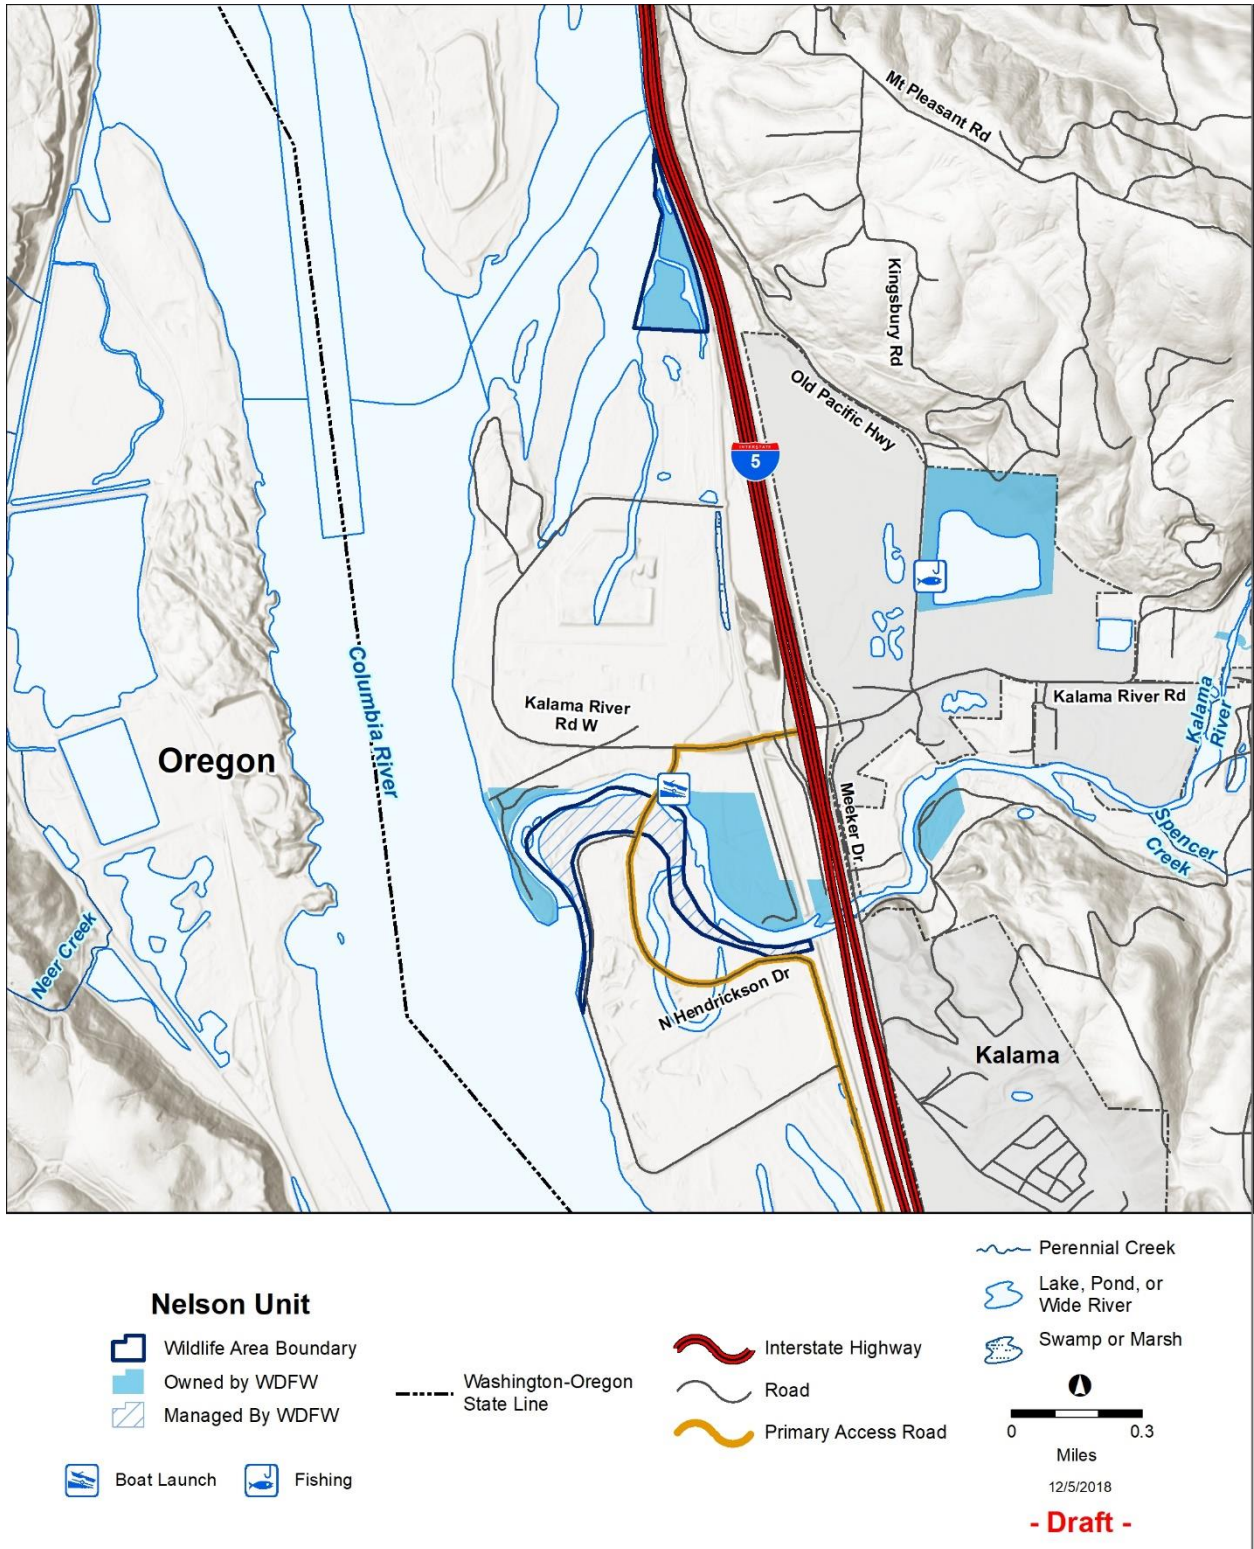 Mt Pleasant Rd
Kingsbury Rd
Old Pacific Hwy
INTERSTATE
5
Columbia River
Kalama River
Rd W
Kalama River Rd
Kalama
River
Oregon
Meeker Dr.
Spencer
Creek
Neer Creek
N Hendrickson Dr
Kalama
Nelson Unit
Wildlife Area Boundary
Owned by WDFW
Managed By WDFW
Boat Launch
Fishing
Washington-Oregon
State Line
Interstate Highway
Road
Primary Access Road
Perennial Creek
Lake, Pond, or
Wide River
Swamp or Marsh
0
0.3
Miles
12/5/2018
- Draft -